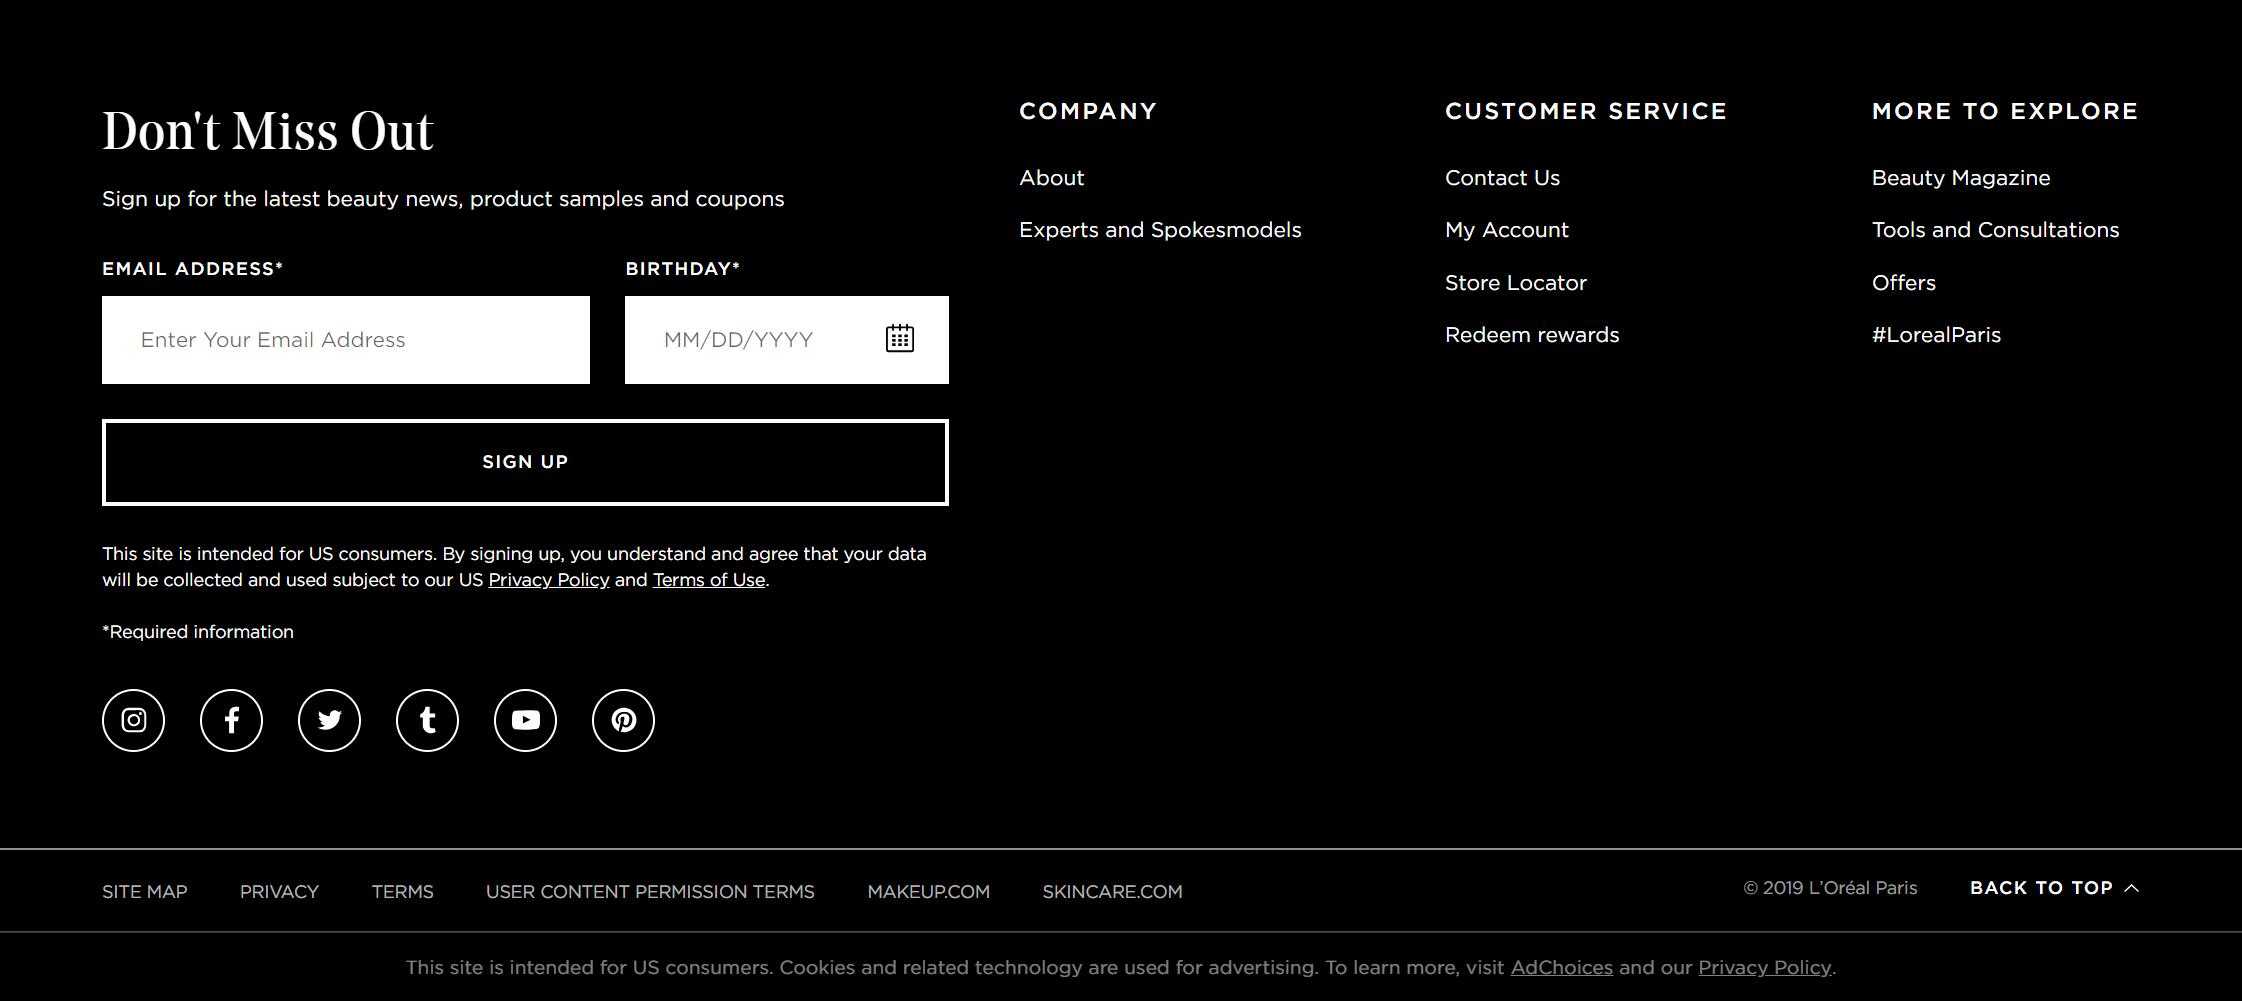 Don't Miss Out
Sign up for the latest beauty news, product samples and coupons
EMAIL ADDRESS*
BIRTHDAY*
Enter Your Email Address
MM/DD/YYYY
SIGN UP
This site is intended for US consumers. By signing up, you understand and agree that your data
will be collected and used subject to our US Privacy Policy and Terms of Use.
*Required information
COMPANY
About
Experts and Spokesmodels
CUSTOMER SERVICE
Contact Us
My Account
Store Locator
Redeem rewards
MORE TO EXPLORE
Beauty Magazine
Tools and Consultations
Offers
#LorealParis
SITE MAP
PRIVACY
TERMS
USER CONTENT PERMISSION TERMS
MAKEUP.COM
SKINCARE.COM
© 2019 L’Oréal Paris
BACK TO TOP
This site is intended for US consumers. Cookies and related technology are used for advertising. To learn more, visit AdChoices and our Privacy Policy.